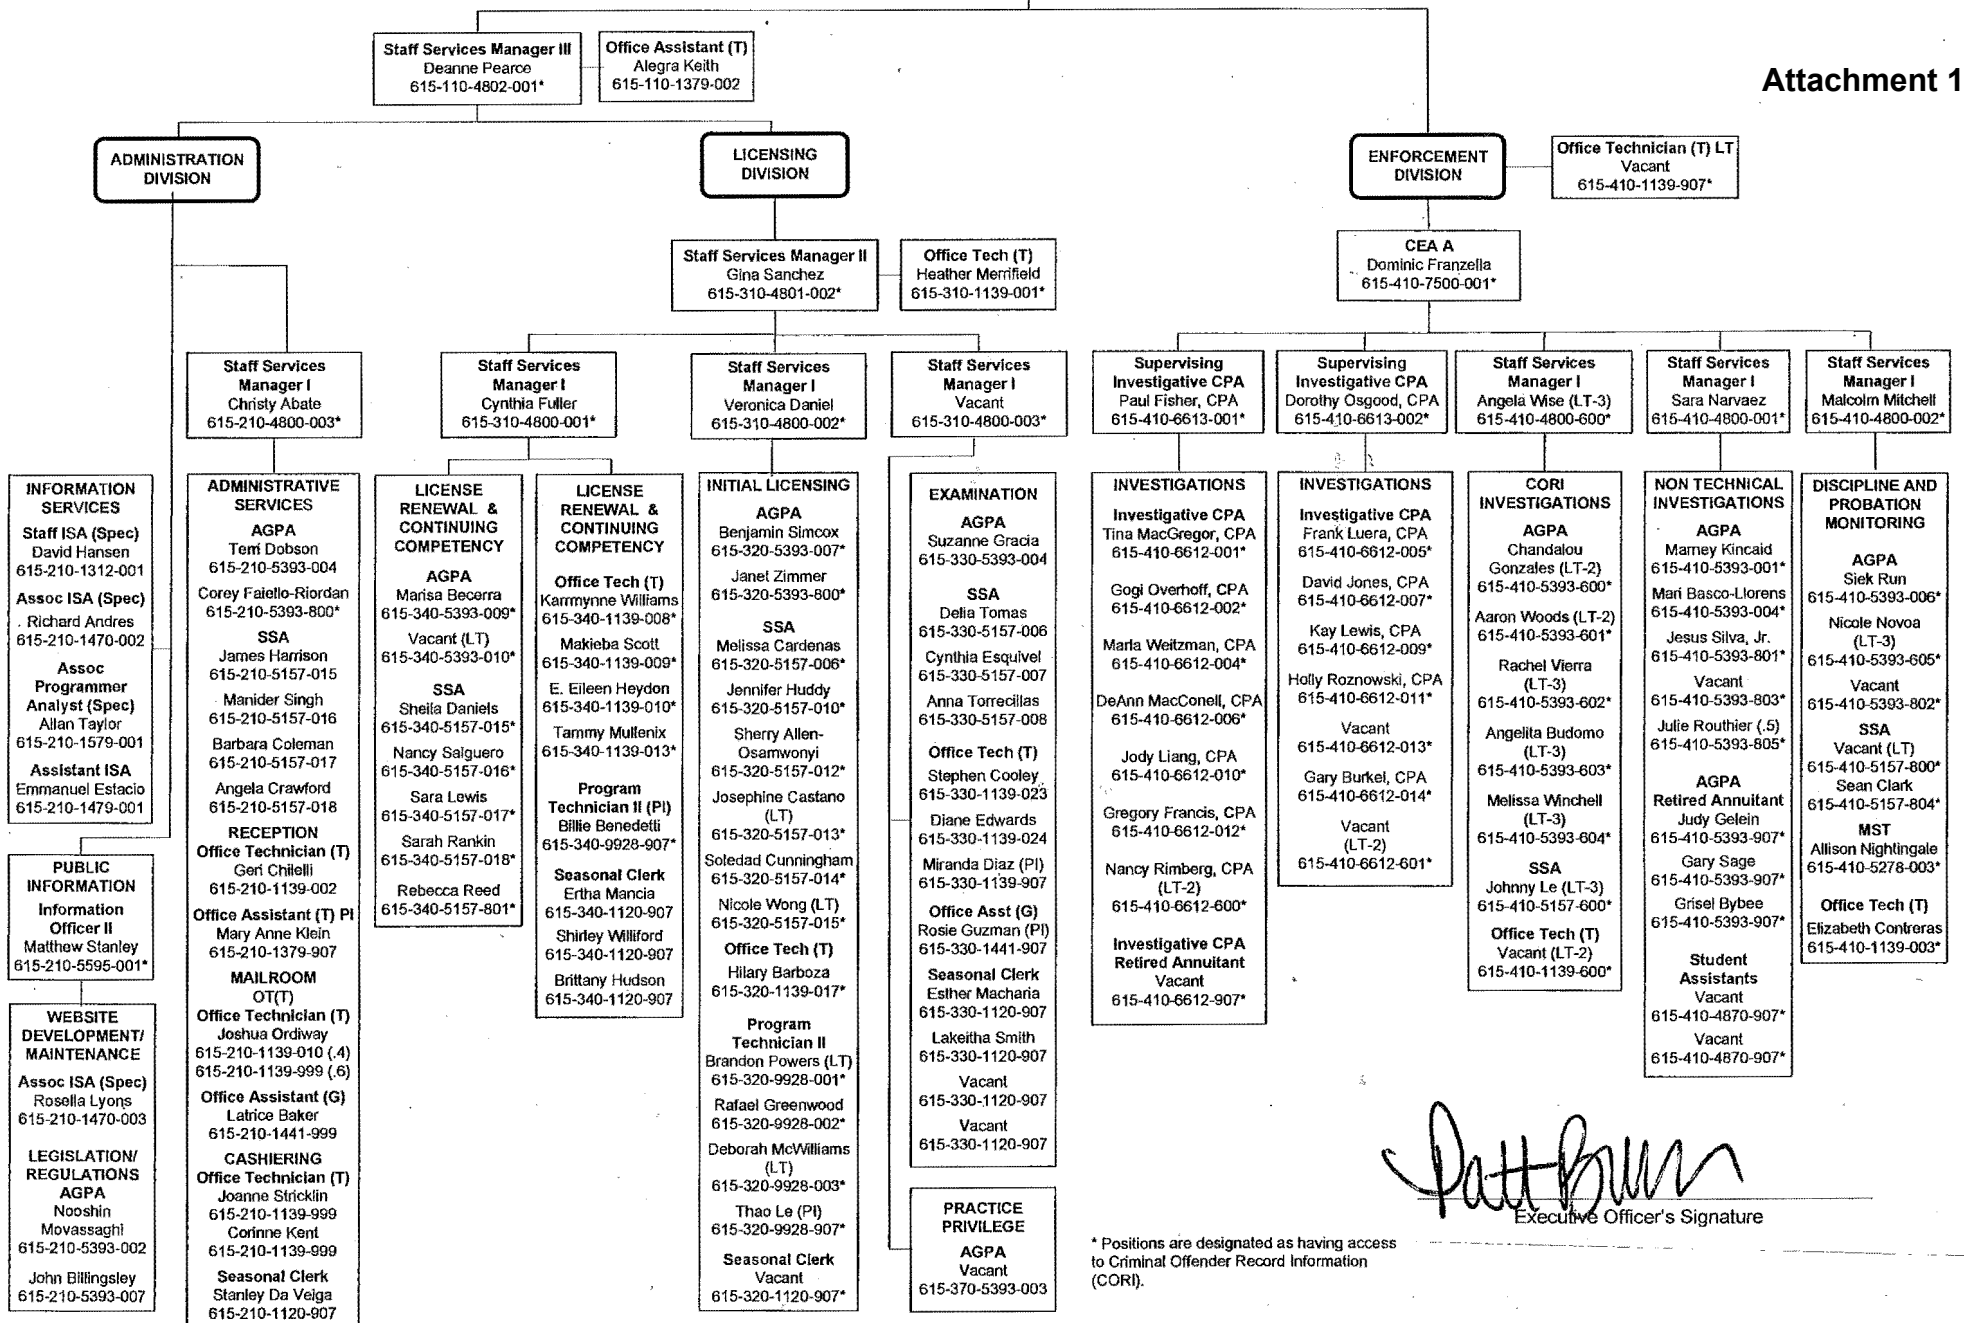 Attachment 1
Staff Services Manager III
Deanne Pearce
615-110-4802-001*
Office Assistant (T)
Alegra Keith
615-110-1379-002
ADMINISTRATION
DIVISION
LICENSING
DIVISION
ENFORCEMENT
DIVISION
Office Technician (T) LT
Vacant
615-410-1139-907*
Staff Services Manager II
Gina Sanchez
615-310-4801-002*
Office Tech (T)
Heather Merrifield
615-310-1139-001*
CEA A
Dominic Franzella
615-410-7500-001*
Staff Services
Manager I
Christy Abate
615-210-4800-003*
Staff Services
Manager I
Cynthia Fuller
615-310-4800-001*
Staff Services
Manager I
Veronica Daniel
615-310-4800-002*
Staff Services
Manager I
Vacant
615-310-4800-003*
Supervising
Investigative CPA
Paul Fisher, CPA
615-410-6613-001*
Supervising
Investigative CPA
Dorothy Osgood, CPA
615-410-6613-002*
Staff Services
Manager I
Angela Wise (LT-3)
615-410-4800-600*
Staff Services
Manager I
Sara Narvaez
615-410-4800-001*
Staff Services
Manager I
Malcolm Mitchell
615-410-4800-002*
INFORMATION
SERVICES
Staff ISA (Spec)
David Hansen
615-210-1312-001
Assoc ISA (Spec)
Richard Andres
615-210-1470-002
Assoc
Programmer
Analyst (Spec)
Allan Taylor
615-210-1579-001
Assistant ISA
Emmanuel Estacio
615-210-1479-001
PUBLIC
INFORMATION
Information
Officer II
Matthew Stanley
615-210-5595-001*
WEBSITE
DEVELOPMENT/
MAINTENANCE
Assoc ISA (Spec)
Rosella Lyons
615-210-1470-003
LEGISLATION/
REGULATIONS
AGPA
Nooshin
Movassaghi
615-210-5393-002
John Billingsley
615-210-5393-007
ADMINISTRATIVE
SERVICES
AGPA
Terri Dobson
615-210-5393-004
Corey Faiello-Riordan
615-210-5393-800*
SSA
James Harrison
615-210-5157-015
Manider Singh
615-210-5157-016
Barbara Coleman
615-210-5157-017
Angela Crawford
615-210-5157-018
RECEPTION
Office Technician (T)
Geri Chilelli
615-210-1139-002
Office Assistant (T) PI
Mary Anne Klein
615-210-1379-907
MAILROOM
OT(T)
Office Technician (T)
Joshua Ordiway
615-210-1139-010 (.4)
615-210-1139-999 (.6)
Office Assistant (G)
Latrice Baker
615-210-1441-999
CASHIERING
Office Technician (T)
Joanne Stricklin
615-210-1139-999
Corinne Kent
615-210-1139-999
Seasonal Clerk
Stanley Da Veiga
615-210-1120-907
LICENSE
RENEWAL &
CONTINUING
COMPETENCY
AGPA
Marisa Becerra
615-340-5393-009*
Vacant (LT)
615-340-5393-010*
SSA
Sheila Daniels
615-340-5157-015*
Nancy Salguero
615-340-5157-016*
Sara Lewis
615-340-5157-017*
Sarah Rankin
615-340-5157-018*
Rebecca Reed
615-340-5157-801*
LICENSE
RENEWAL &
CONTINUING
COMPETENCY
Office Tech (T)
Karrmynne Williams
615-340-1139-008*
Makieba Scott
615-340-1139-009*
E. Eileen Heydon
615-340-1139-010*
Tammy Mullenix
615-340-1139-013*
Program
Technician II (PI)
Billie Benedetti
615-340-9928-907*
Seasonal Clerk
Ertha Mancia
615-340-1120-907
Shirley Williford
615-340-1120-907
Brittany Hudson
615-340-1120-907
INITIAL LICENSING
AGPA
Benjamin Simcox
615-320-5393-007*
Janet Zimmer
615-320-5393-800*
SSA
Melissa Cardenas
615-320-5157-006*
Jennifer Huddy
615-320-5157-010*
Sherry Allen-
Osamwonyi
615-320-5157-012*
Josephine Castano
(LT)
615-320-5157-013*
Soledad Cunningham
615-320-5157-014*
Nicole Wong (LT)
615-320-5157-015*
Office Tech (T)
Hilary Barboza
615-320-1139-017*
Program
Technician II
Brandon Powers (LT)
615-320-9928-001*
Rafael Greenwood
615-320-9928-002*
Deborah McWilliams
(LT)
615-320-9928-003*
Thao Le (PI)
615-320-9928-907*
Seasonal Clerk
Vacant
615-320-1120-907*
EXAMINATION
AGPA
Suzanne Gracia
615-330-5393-004
SSA
Delia Tomas
615-330-5157-006
Cynthia Esquivel
615-330-5157-007
Anna Torrecillas
615-330-5157-008
Office Tech (T)
Stephen Cooley
615-330-1139-023
Diane Edwards
615-330-1139-024
Miranda Diaz (PI)
615-330-1139-907
Office Asst (G)
Rosie Guzman (PI)
615-330-1441-907
Seasonal Clerk
Esther Macharia
615-330-1120-907
Lakeitha Smith
615-330-1120-907
Vacant
615-330-1120-907
Vacant
615-330-1120-907
PRACTICE
PRIVILEGE
AGPA
Vacant
615-370-5393-003
INVESTIGATIONS
Investigative CPA
Tina MacGregor, CPA
615-410-6612-001*
Gogi Overhoff, CPA
615-410-6612-002*
Marla Weitzman, CPA
615-410-6612-004*
DeAnn MacConell, CPA
615-410-6612-006*
Jody Liang, CPA
615-410-6612-010*
Gregory Francis, CPA
615-410-6612-012*
Nancy Rimberg, CPA
(LT-2)
615-410-6612-600*
Investigative CPA
Retired Annuitant
Vacant
615-410-6612-907*
INVESTIGATIONS
Investigative CPA
Frank Luera, CPA
615-410-6612-005*
David Jones, CPA
615-410-6612-007*
Kay Lewis, CPA
615-410-6612-009*
Holly Roznowski, CPA
615-410-6612-011*
Vacant
615-410-6612-013*
Gary Burkel, CPA
615-410-6612-014*
Vacant
(LT-2)
615-410-6612-601*
CORI
INVESTIGATIONS
AGPA
Chandalou
Gonzales (LT-2)
615-410-5393-600*
Aaron Woods (LT-2)
615-410-5393-601*
Rachel Vierra
(LT-3)
615-410-5393-602*
Angelita Budomo
(LT-3)
615-410-5393-603*
Melissa Winchell
(LT-3)
615-410-5393-604*
SSA
Johnny Le (LT-3)
615-410-5157-600*
Office Tech (T)
Vacant (LT-2)
615-410-1139-600*
NON TECHNICAL
INVESTIGATIONS
AGPA
Marney Kincaid
615-410-5393-001*
Mari Basco-Llorens
615-410-5393-004*
Jesus Silva, Jr.
615-410-5393-801*
Vacant
615-410-5393-803*
Julie Routhier (.5)
615-410-5393-805*
AGPA
Retired Annuitant
Judy Gelein
615-410-5393-907*
Gary Sage
615-410-5393-907*
Grisel Bybee
615-410-5393-907*
Student
Assistants
Vacant
615-410-4870-907*
Vacant
615-410-4870-907*
DISCIPLINE AND
PROBATION
MONITORING
AGPA
Siek Run
615-410-5393-006*
Nicole Novoa
(LT-3)
615-410-5393-605*
Vacant
615-410-5393-802*
SSA
Vacant (LT)
615-410-5157-800*
Sean Clark
615-410-5157-804*
MST
Allison Nightingale
615-410-5278-003*
Office Tech (T)
Elizabeth Contreras
615-410-1139-003*
Executive Officer's Signature
* Positions are designated as having access
to Criminal Offender Record Information
(CORI).